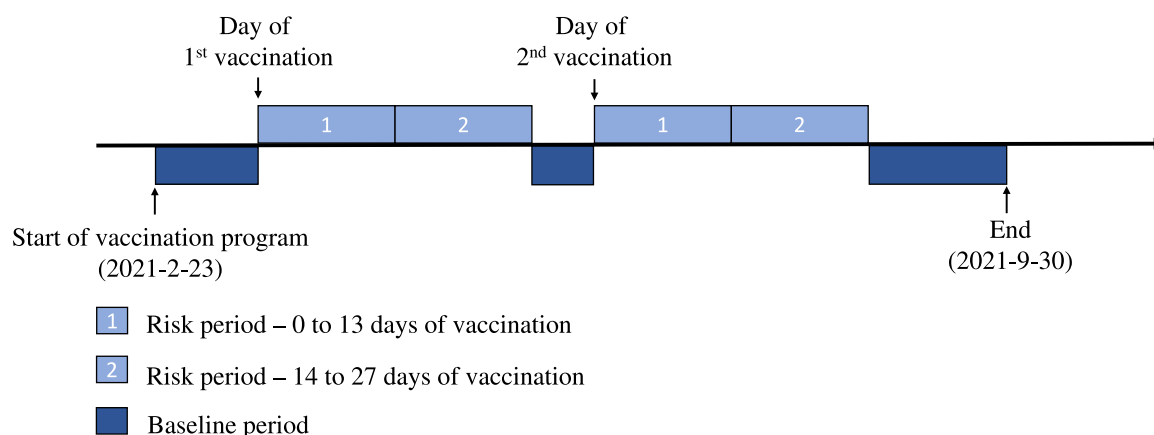 Day of
1st vaccination
Day of
2nd vaccination
1
2
1
2
Start of vaccination program
(2021-2-23)
End
(2021-9-30)
1 Risk period – 0 to 13 days of vaccination
2 Risk period – 14 to 27 days of vaccination
Baseline period